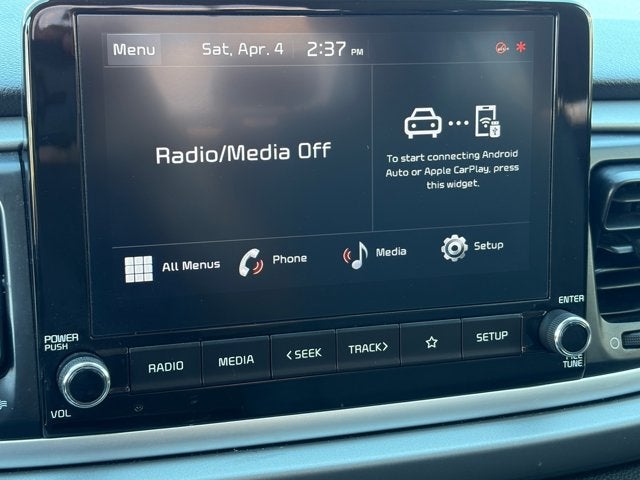 Menu Sat, Apr. 4 2:37 PM
Radio/Media Off
To start connecting Android
Auto or Apple CarPlay, press
this widget.
All Menus Phone Media Setup
POWER
PUSH
VOL
RADIO MEDIA <SEEK TRACK> SETUP
ENTER
FILE
TUNE